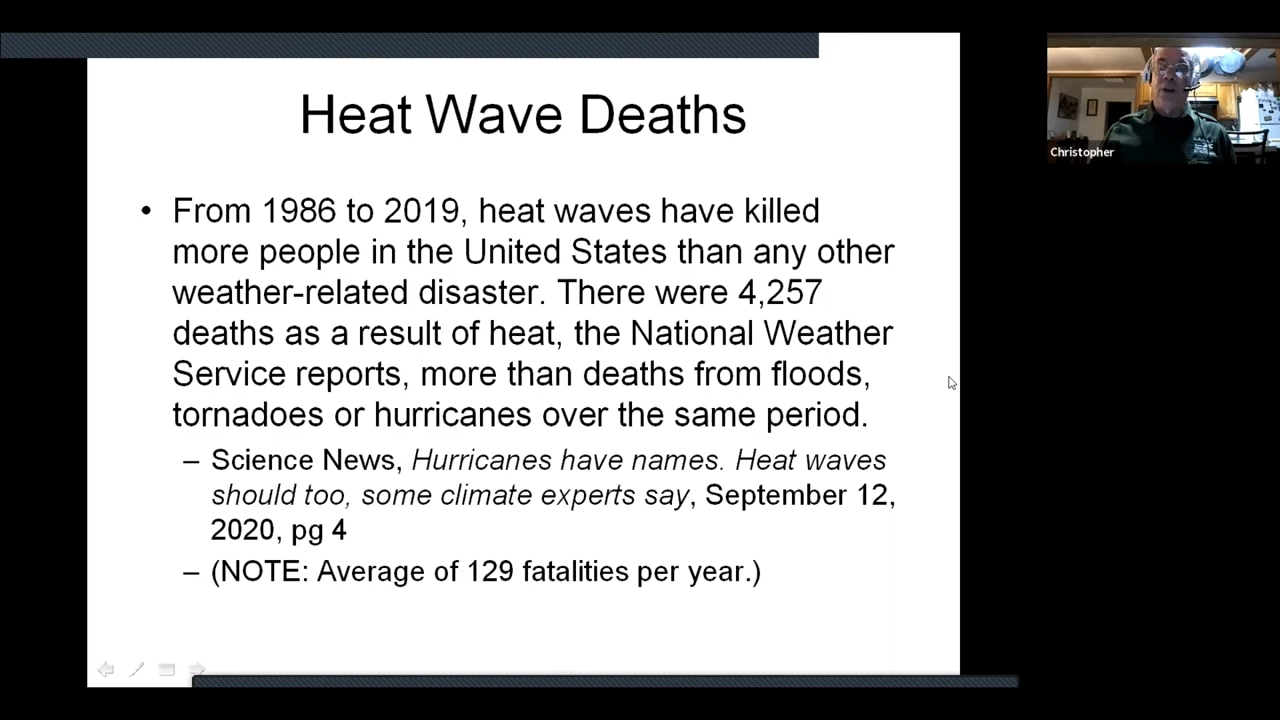 Heat Wave Deaths
• From 1986 to 2019, heat waves have killed
more people in the United States than any other
weather-related disaster. There were 4,257
deaths as a result of heat, the National Weather
Service reports, more than deaths from floods,
tornadoes or hurricanes over the same period.
– Science News, Hurricanes have names. Heat waves
should too, some climate experts say, September 12,
2020, pg 4
– (NOTE: Average of 129 fatalities per year.)
Christopher